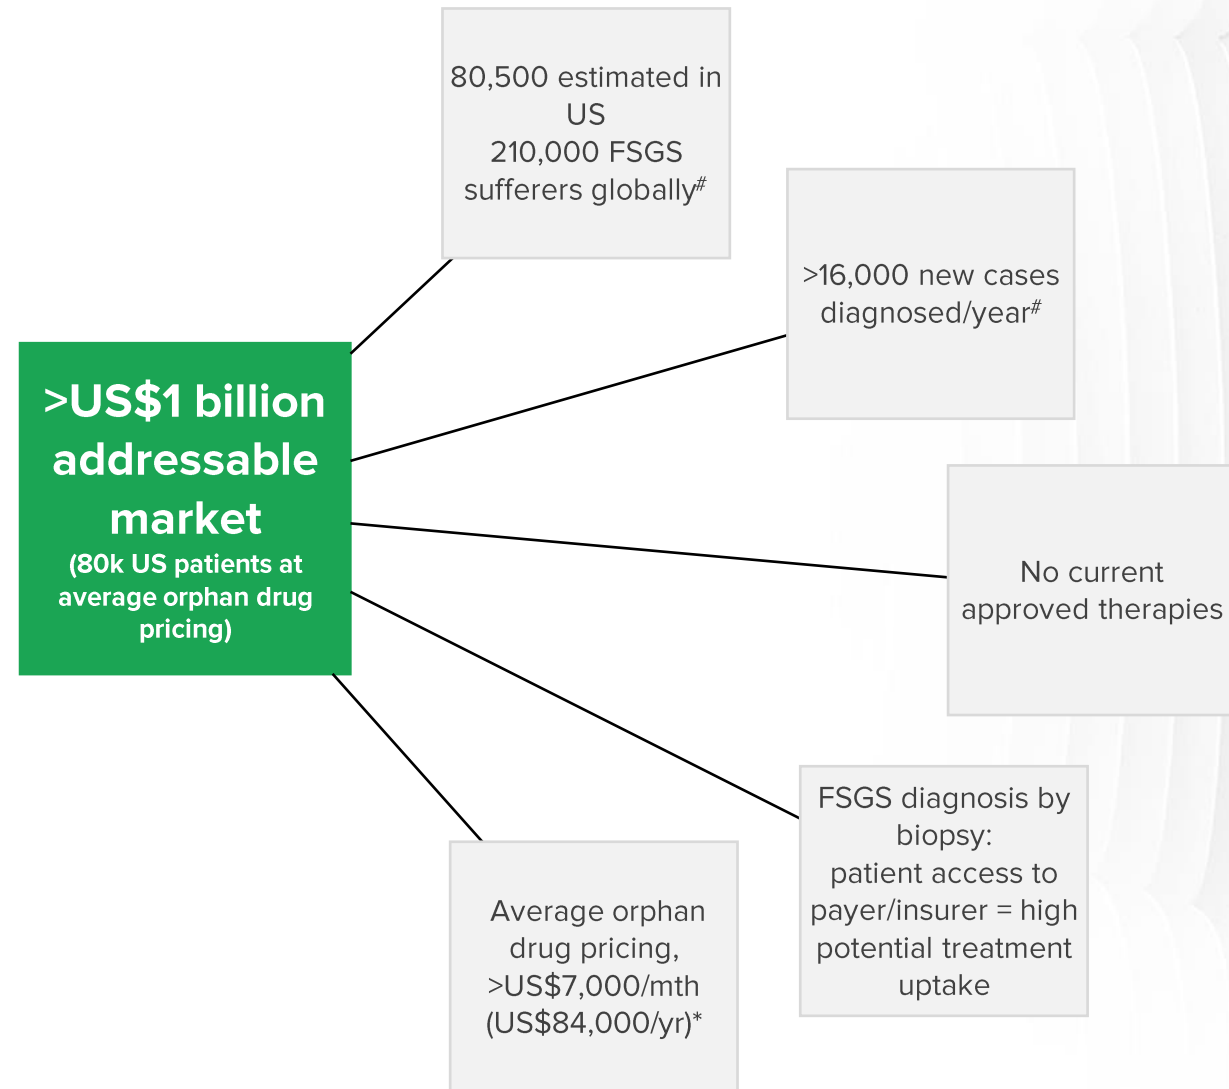 80,500 estimated in
US
210,000 FSGS
sufferers globally#
>16,000 new cases
diagnosed/year#
>US$1 billion
addressable
market
(80k US patients at
average orphan drug
pricing)
No current
approved therapies
FSGS diagnosis by
biopsy:
patient access to
payer/insurer = high
potential treatment
uptake
Average orphan
drug pricing,
>US$7,000/mth
(US$84,000/yr)*